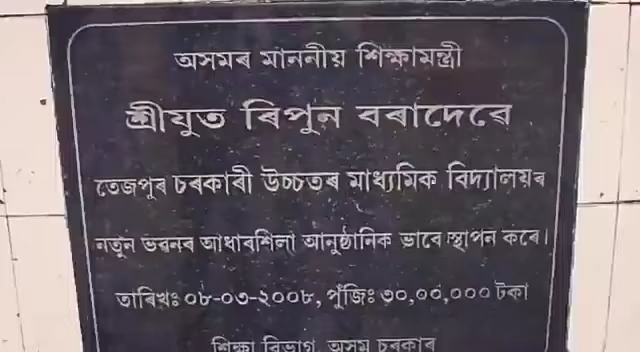 অসমৰ মাননীয় শিক্ষামন্ত্ৰী
শ্ৰীযুত ৰিপুন বৰাদেৱে
তেজপুৰ চৰকাৰী উচ্চতৰ মাধ্যমিক বিদ্যালয়ৰ
নতুন ভৱনৰ আধাৰশিলা আনুষ্ঠানিক ভাবে স্থাপন কৰে।
তাৰিখঃ ০৮-০৩-২০০৮, পুঁজিঃ ৩০,০০,০০০ টকা
শিক্ষা বিভাগ, অসম চৰকাৰ